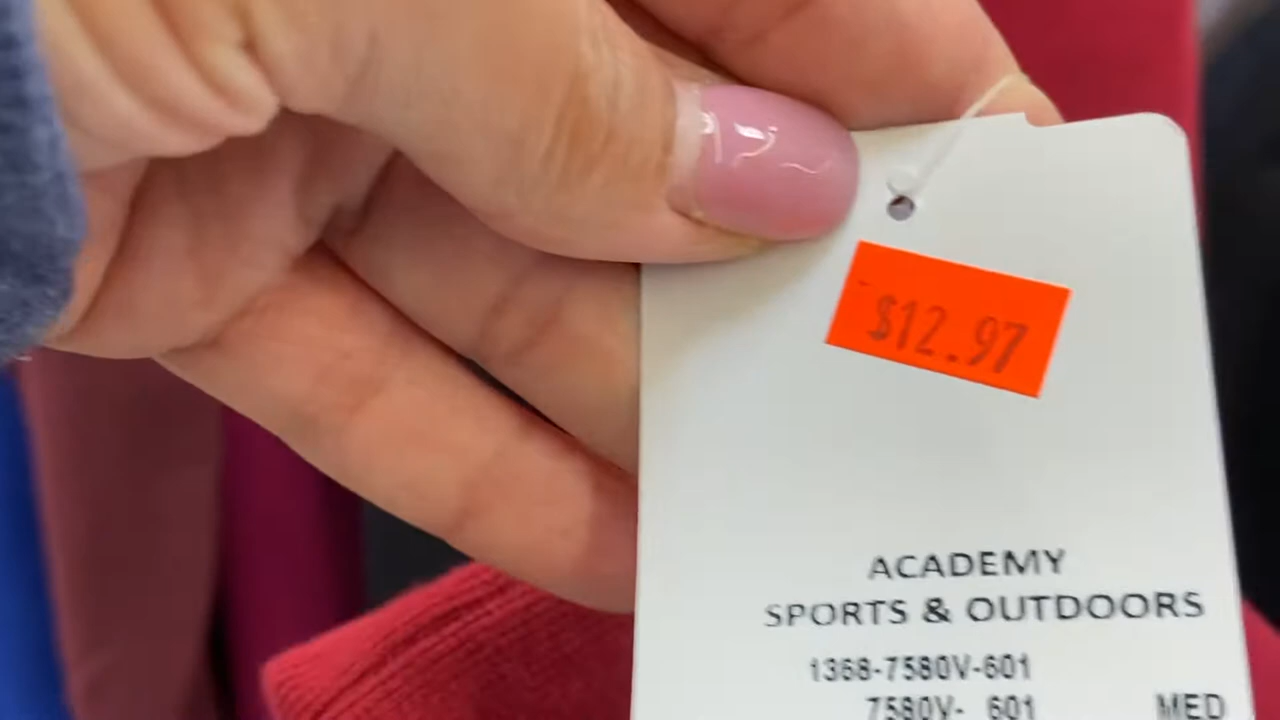 $12.97
ACADEMY
SPORTS & OUTDOORS
1368-7580V-601
7580V- 601 MED